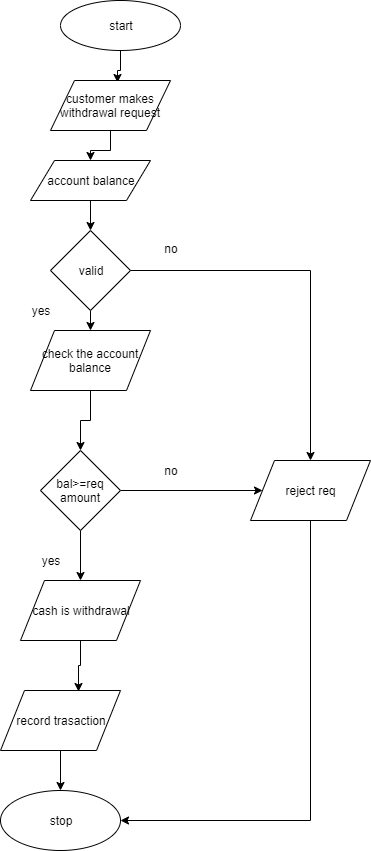 start
customer makes
withdrawal request
account balance
valid
no
yes
check the account
balance
bal>=req
amount
no
reject req
yes
cash is withdrawal
record trasaction
stop